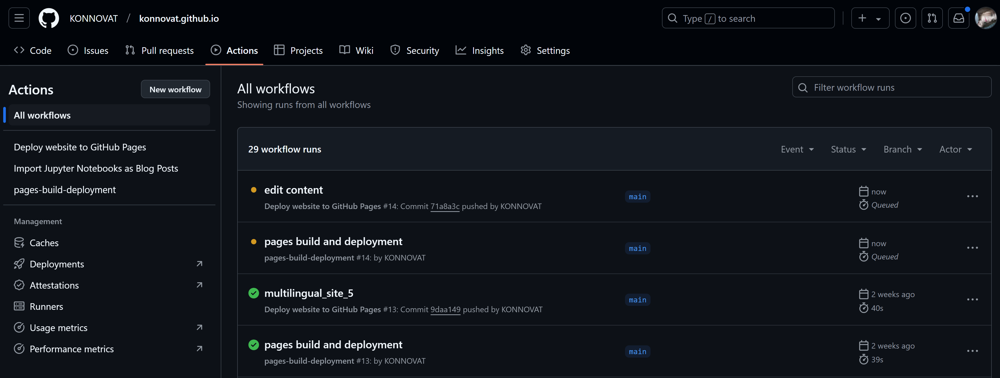 KONNOVAT / konnovat.github.io
Type / to search
Code
Issues
Pull requests
Actions
Projects
Wiki
Security
Insights
Settings
Actions
New workflow
All workflows
Deploy website to GitHub Pages
Import Jupyter Notebooks as Blog Posts
pages-build-deployment
Management
Caches
Deployments
Attestations
Runners
Usage metrics
Performance metrics
All workflows
Showing runs from all workflows
Filter workflow runs
29 workflow runs
Event
Status
Branch
Actor
edit content
Deploy website to GitHub Pages #14: Commit 71a8a3c pushed by KONNOVAT
main
now
Queued
pages build and deployment
pages-build-deployment #14: by KONNOVAT
main
now
Queued
multilingual_site_5
Deploy website to GitHub Pages #13: Commit 9daa149 pushed by KONNOVAT
main
2 weeks ago
40s
pages build and deployment
pages-build-deployment #13: by KONNOVAT
main
2 weeks ago
39s